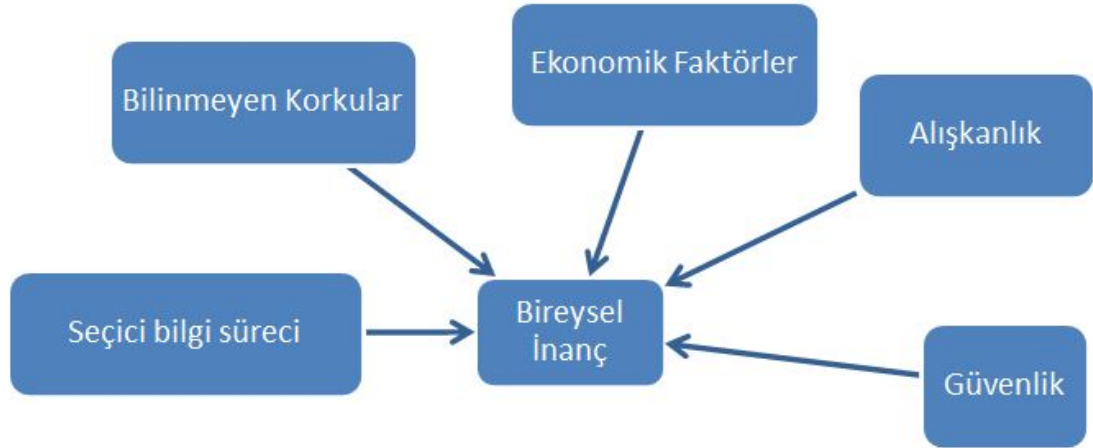 Ekonomik Faktörler
Bilinmeyen Korkular
Alışkanlık
Seçici bilgi süreci
Bireysel
İnanç
Güvenlik